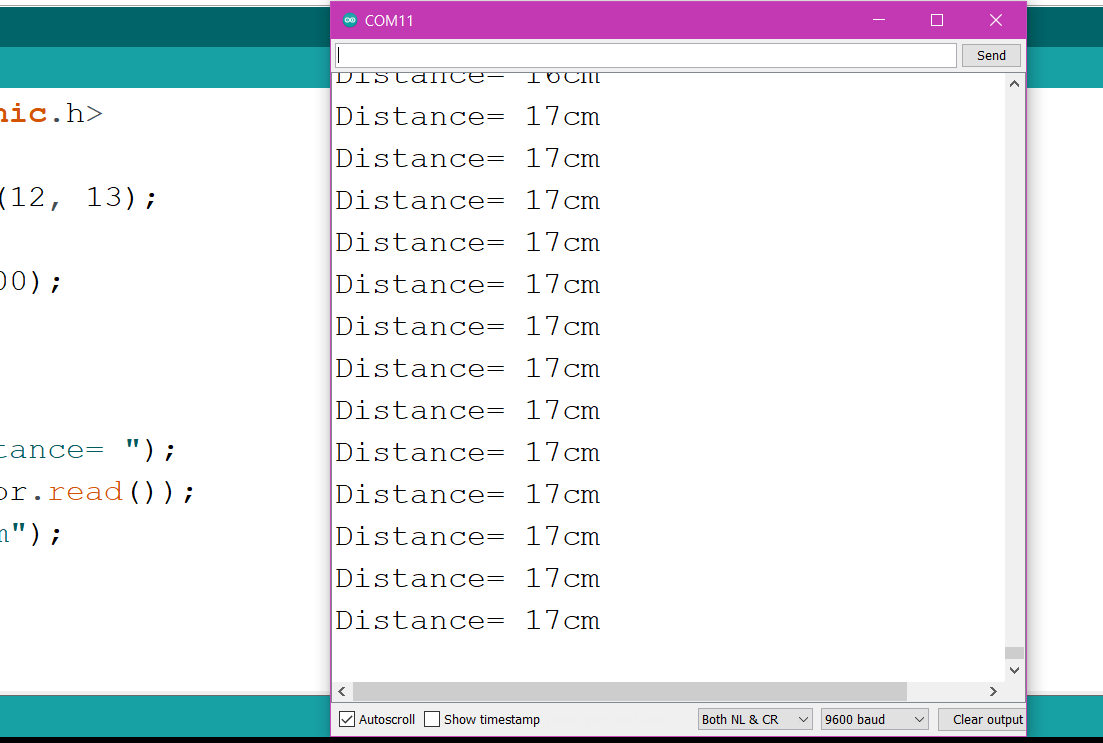 COM11
Send
Distance= 16cm
Distance= 17cm
Distance= 17cm
Distance= 17cm
Distance= 17cm
Distance= 17cm
Distance= 17cm
Distance= 17cm
Distance= 17cm
Distance= 17cm
Distance= 17cm
Distance= 17cm
Distance= 17cm
Distance= 17cm
Autoscroll
Show timestamp
Both NL & CR
9600 baud
Clear output
nic.h>
(12, 13);
00);
tance= ");
or.read());
m");